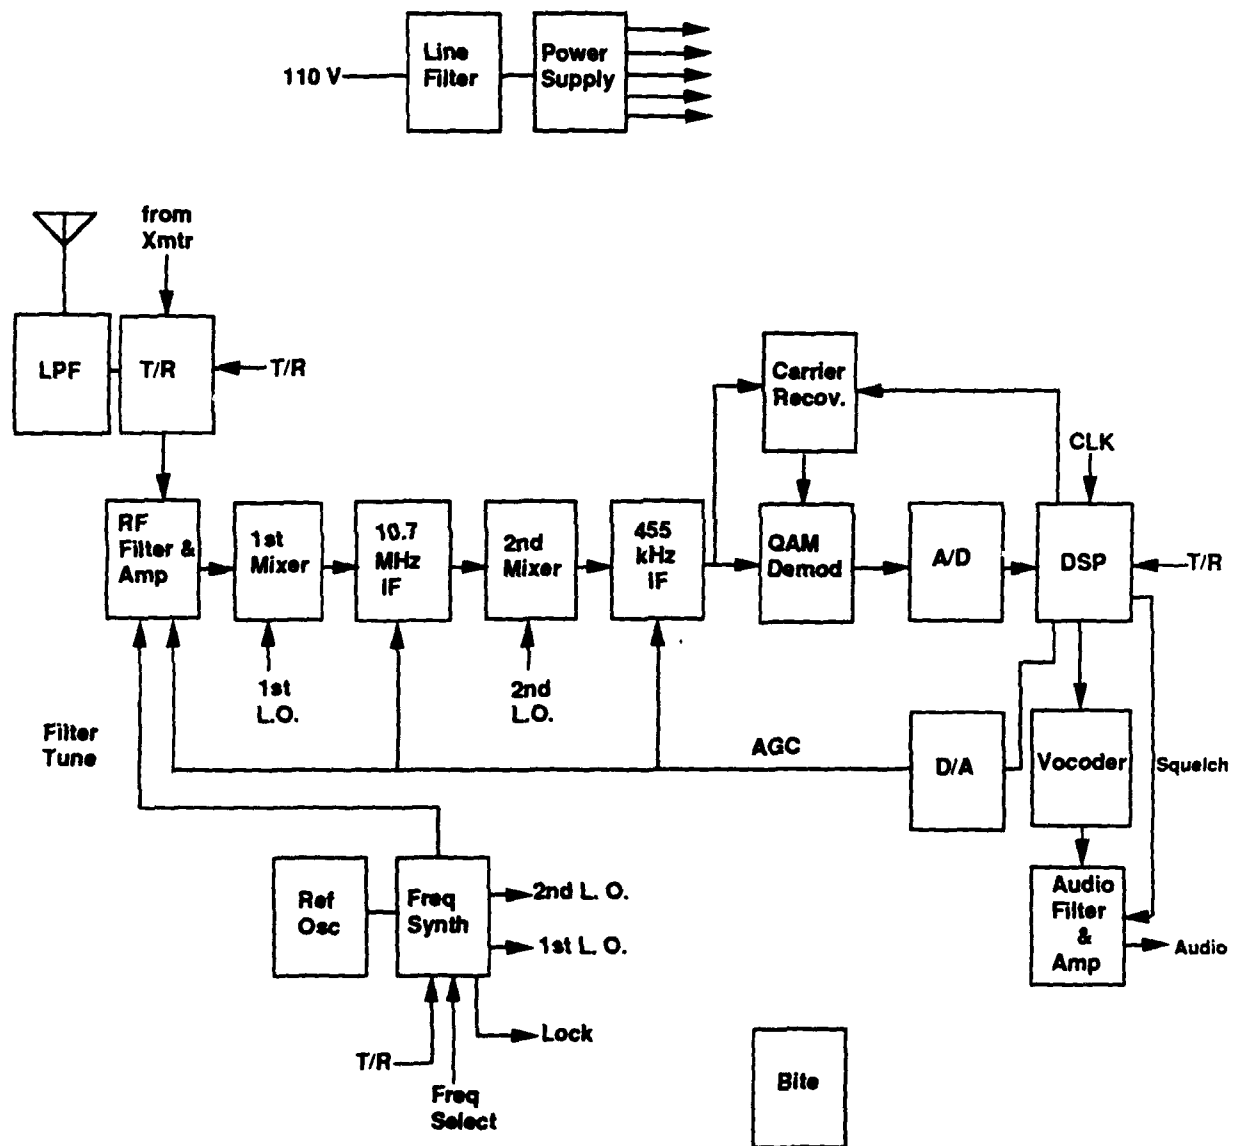 Line
Filter
Power
Supply
110 V
from
Xmtr
LPF
T/R
T/R
Carrier
Recov.
CLK
RF
Filter &
Amp
1st
Mixer
10.7
MHz
IF
2nd
Mixer
455
kHz
IF
QAM
Demod
A/D
DSP
T/R
1st
L.O.
2nd
L.O.
Filter
Tune
AGC
D/A
Vocoder
Squelch
Ref
Osc
Freq
Synth
2nd L. O.
1st L. O.
Audio
Filter
&
Amp
Audio
Lock
T/R
Freq
Select
Bite